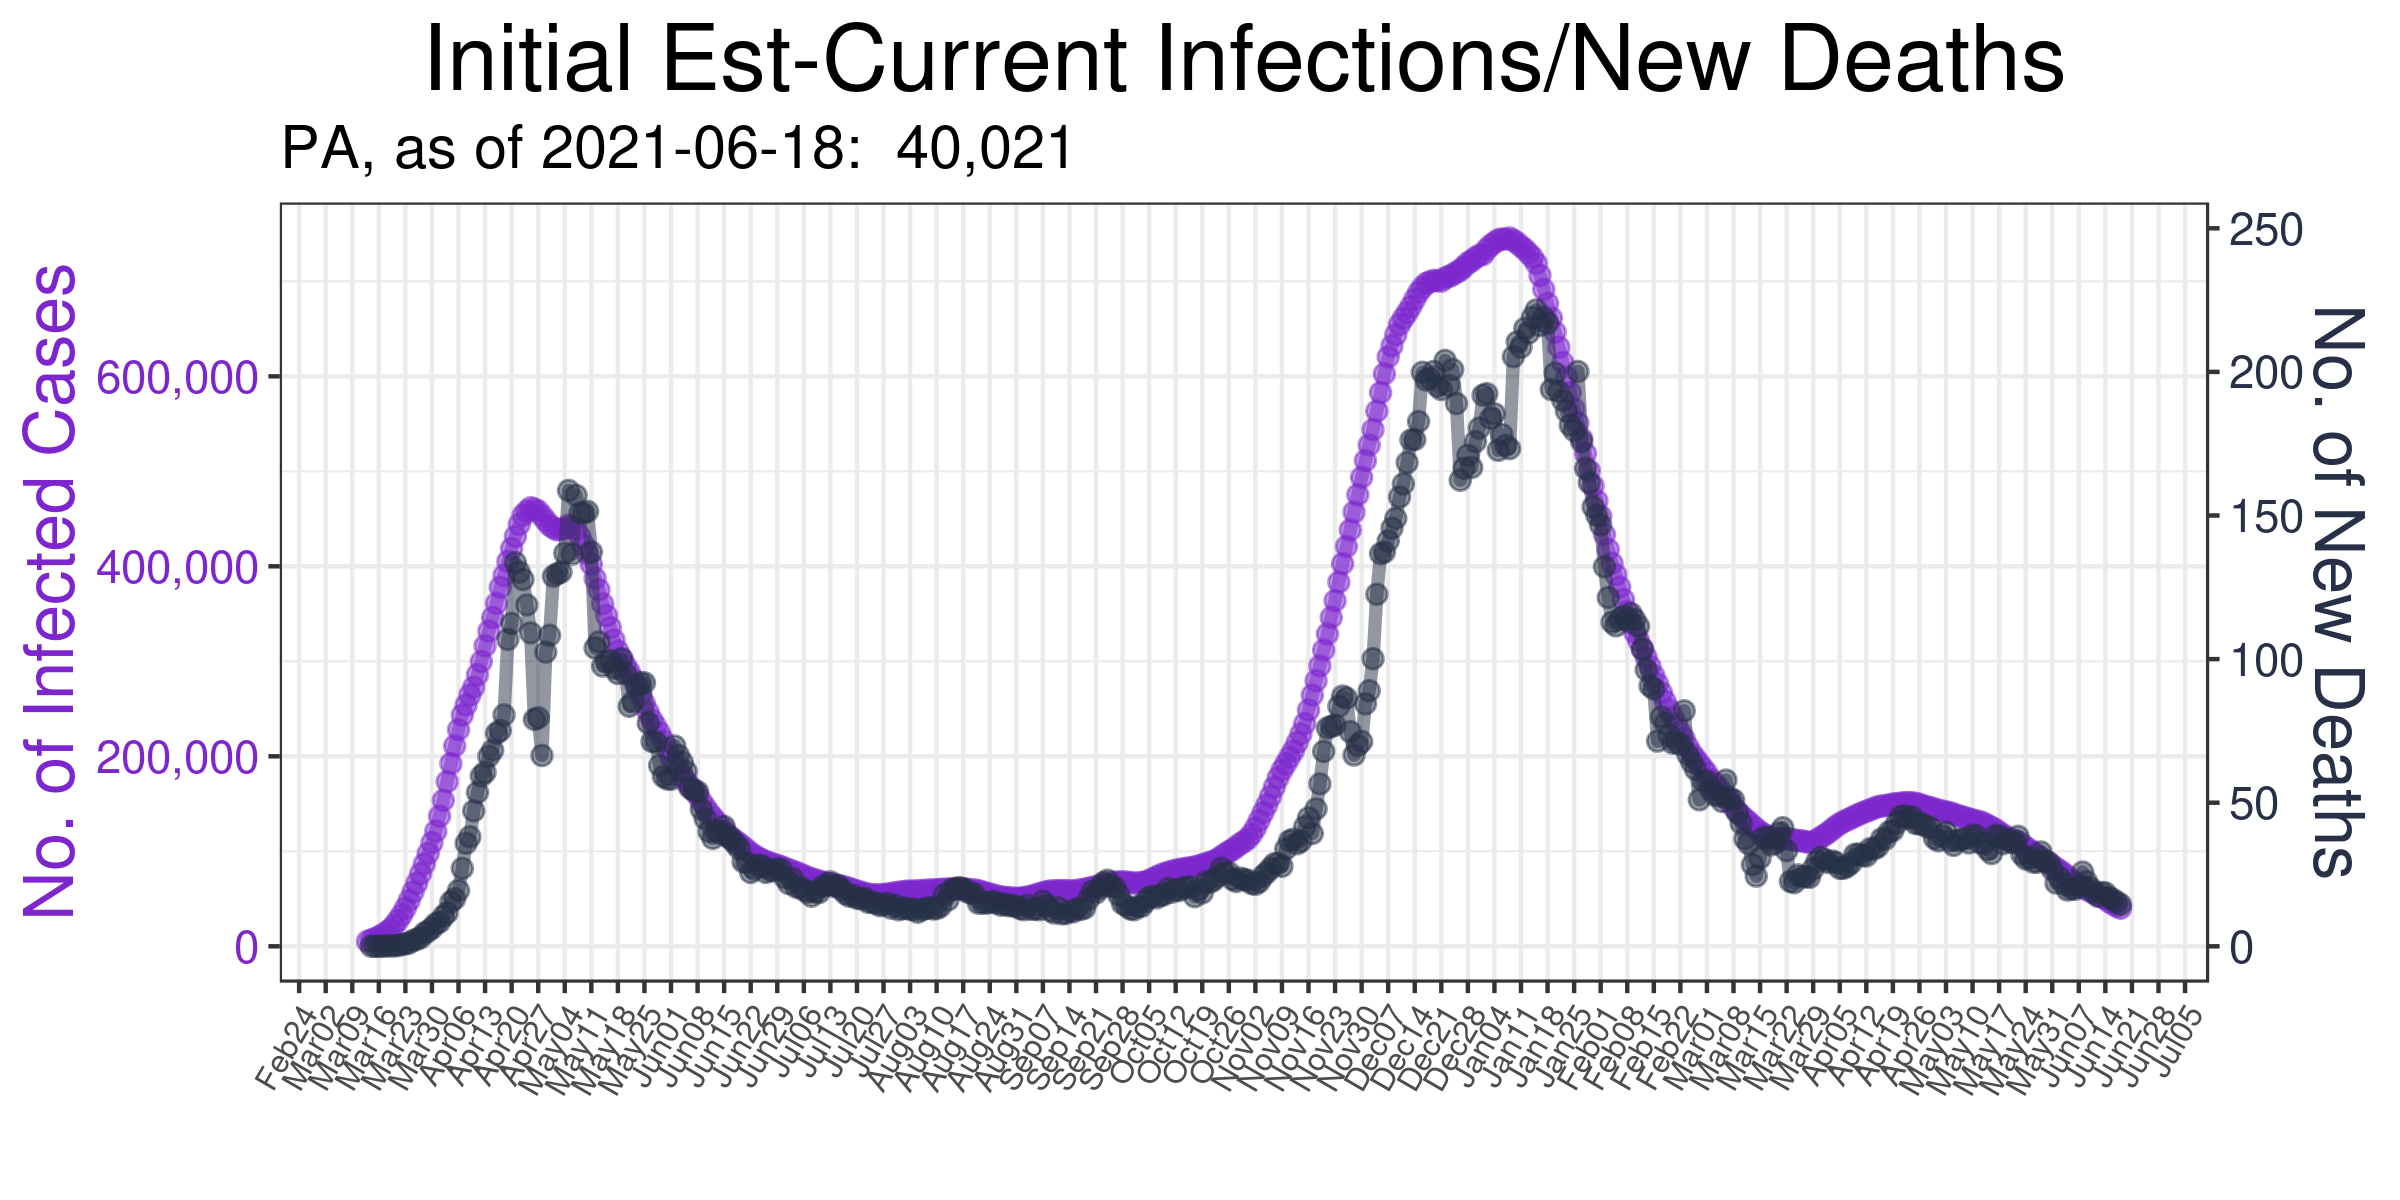 Initial Est-Current Infections/New Deaths
PA, as of 2021-06-18:  40,021
No. of Infected Cases
600,000
400,000
200,000
0
250
200
150
100
50
0
No. of New Deaths
Feb24
Mar02
Mar09
Mar16
Mar23
Mar30
Apr06
Apr13
Apr20
Apr27
May04
May11
May18
May25
Jun01
Jun08
Jun15
Jun22
Jun29
Jul06
Jul13
Jul20
Jul27
Aug03
Aug10
Aug17
Aug24
Aug31
Sep07
Sep14
Sep21
Sep28
Oct05
Oct12
Oct19
Oct26
Nov02
Nov09
Nov16
Nov23
Nov30
Dec07
Dec14
Dec21
Dec28
Jan04
Jan11
Jan18
Jan25
Feb01
Feb08
Feb15
Feb22
Mar01
Mar08
Mar15
Mar22
Mar29
Apr05
Apr12
Apr19
Apr26
May03
May10
May17
May24
May31
Jun07
Jun14
Jun21
Jun28
Jul05